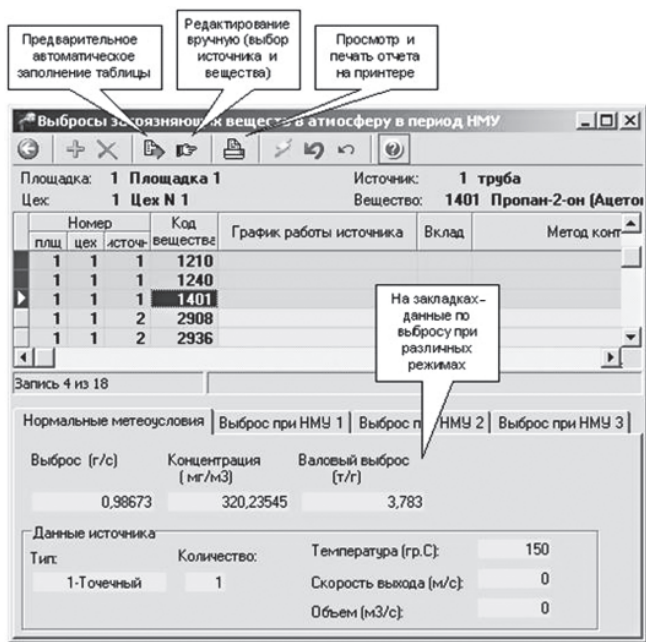 Предварительное
автоматическое
заполнение таблицы
Редактирование
вручную (выбор
источника и
вещества)
Просмотр и
печать отчета
на принтере
Выбросы загрязняющих веществ в атмосферу в период НМУ
Площадка: 1 Площадка 1 Источник: 1 труба
Цех: 1 Цех N 1 Вещество: 1401 Пропан-2-он (Ацетон
Номер Код График работы источника Вклад Метод конт
плщ цех источн вещества
1 1 1 1210
1 1 1 1240
1 1 1 1401
1 1 2 2908
1 1 2 2936
На закладках-
данные по
выбросу при
различных
режимах
Запись 4 из 18
Нормальные метеоусловия Выброс при НМУ 1 Выброс п НМУ 2 Выброс при НМУ 3
Выброс (г/с) Концентрация Валовый выброс
(мг/м3) (т/г)
0,98673 320,23545 3,783
Данные источника
Тип: Количество: Температура (гр.С): 150
1-Точечный 1 Скорость выхода (м/с): 0
Объем (м3/с): 0